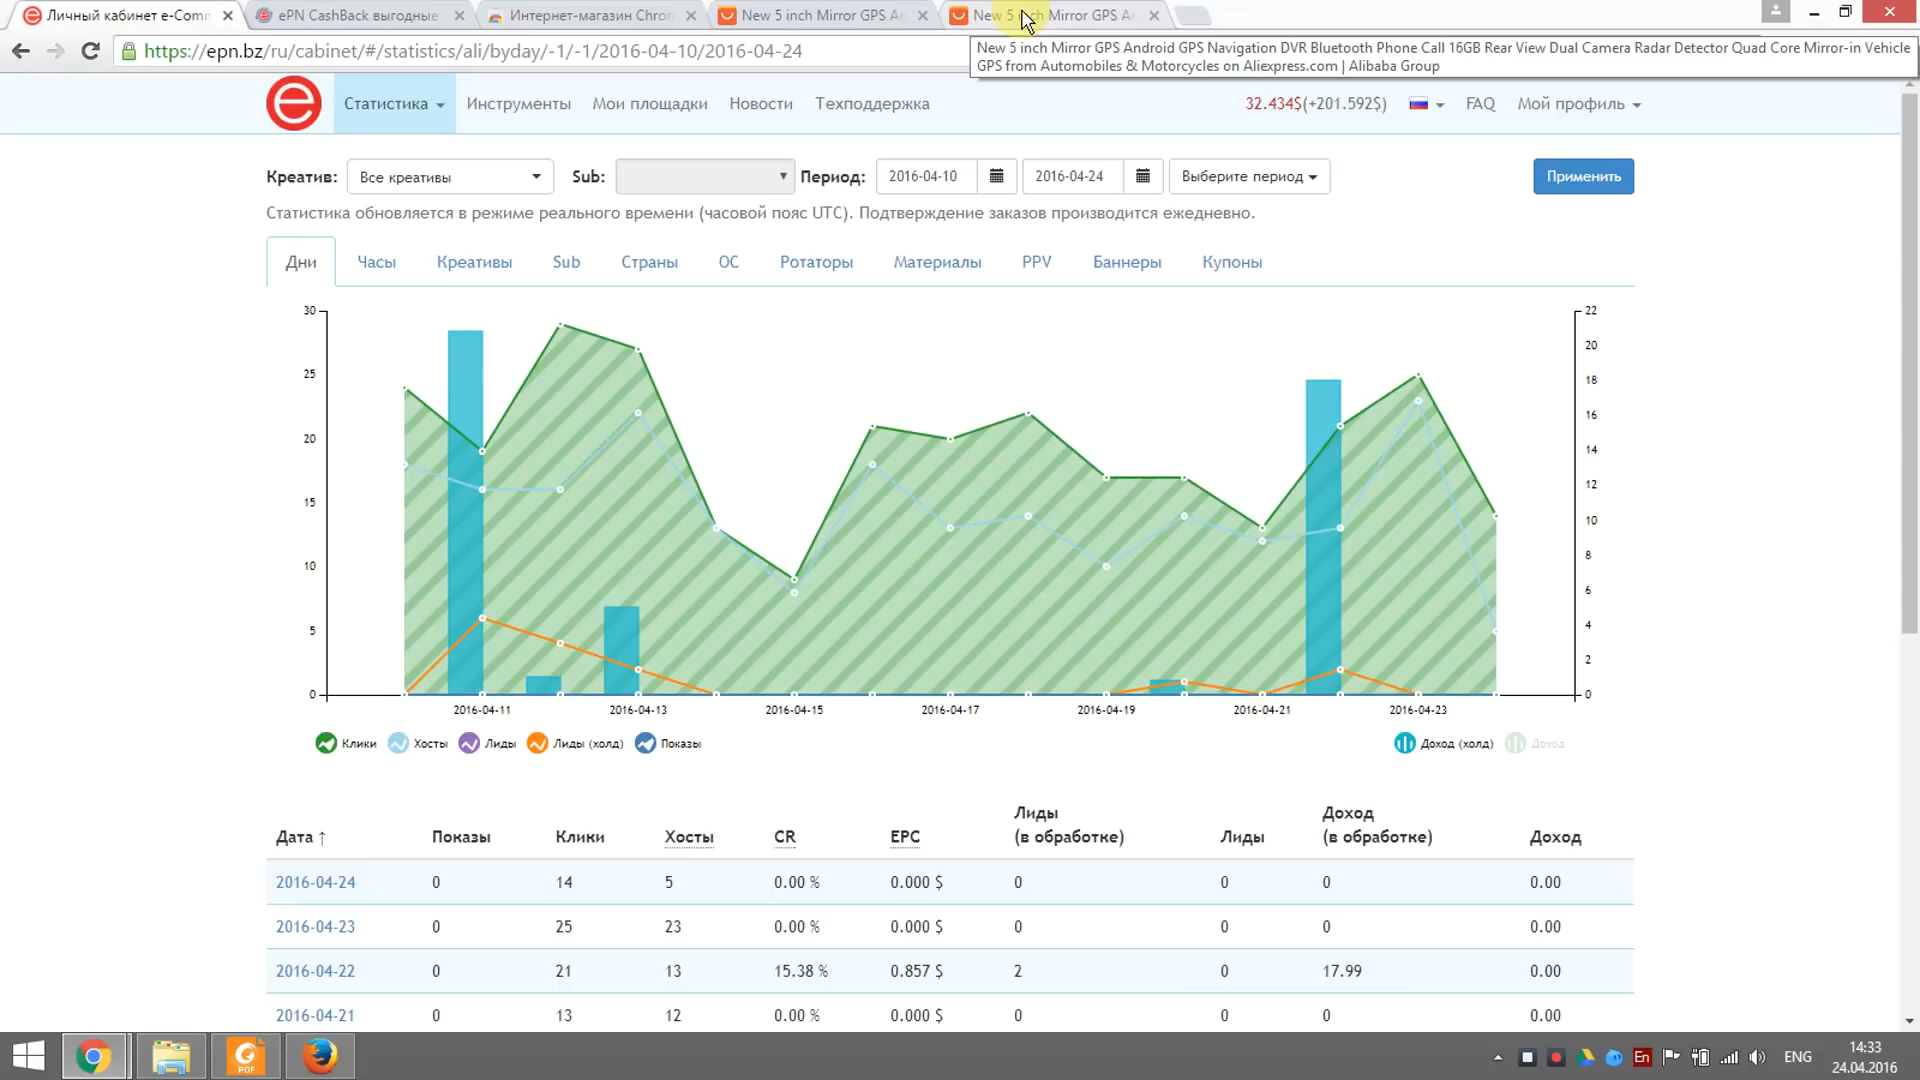 Личный кабинет e-Comm
ePN CashBack выгодные
Интернет-магазин Chron
New 5 inch Mirror GPS An
New 5 inch Mirror GPS An
https://epn.bz/ru/cabinet/#/statistics/ali/byday/-1/-1/2016-04-10/2016-04-24
New 5 inch Mirror GPS Android GPS Navigation DVR Bluetooth Phone Call 16GB Rear View Dual Camera Radar Detector Quad Core Mirror-in Vehicle
GPS from Automobiles & Motorcycles on Aliexpress.com | Alibaba Group
Статистика
Инструменты
Мои площадки
Новости
Техподдержка
32.434$(+201.592$)
FAQ
Мой профиль
Креатив:
Все креативы
Sub:
Период:
2016-04-10
2016-04-24
Выберите период
Применить
Статистика обновляется в режиме реального времени (часовой пояс UTC). Подтверждение заказов производится ежедневно.
Дни
Часы
Креативы
Sub
Страны
ОС
Ротаторы
Материалы
PPV
Баннеры
Купоны
30
25
20
15
10
5
0
22
20
18
16
14
12
10
8
6
4
2
0
2016-04-11
2016-04-13
2016-04-15
2016-04-17
2016-04-19
2016-04-21
2016-04-23
Клики
Хосты
Лиды
Лиды (холд)
Показы
Доход (холд)
Доход
Дата ↑
Показы
Клики
Хосты
CR
EPC
Лиды
(в обработке)
Лиды
Доход
(в обработке)
Доход
2016-04-24 0 14 5 0.00 % 0.000 $ 0 0 0 0.00
2016-04-23 0 25 23 0.00 % 0.000 $ 0 0 0 0.00
2016-04-22 0 21 13 15.38 % 0.857 $ 2 0 17.99 0.00
2016-04-21 0 13 12 0.00 % 0.000 $ 0 0 0 0.00
PDF
En
ENG
14:33
24.04.2016